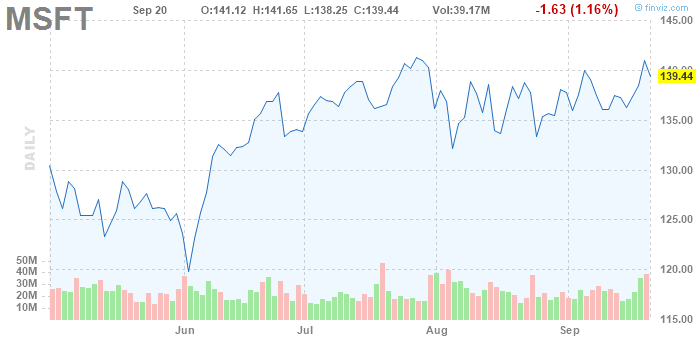 MSFT Sep 20 O:141.12 H:141.65 L:138.25 C:139.44 Vol:39.17M -1.63 (1.16%) © finviz.com
145.00
140.00
139.44
135.00
130.00
125.00
120.00
115.00
DAILY
50M
40M
30M
20M
10M
Jun Jul Aug Sep